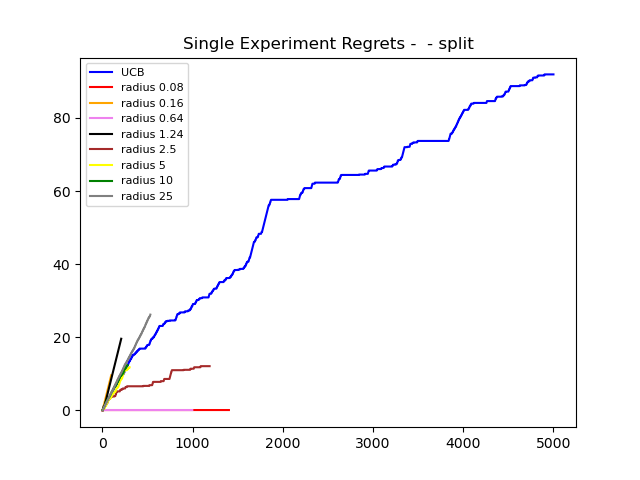 Single Experiment Regrets -  - split
UCB
radius 0.08
radius 0.16
radius 0.64
radius 1.24
radius 2.5
radius 5
radius 10
radius 25
80
60
40
20
0
0 1000 2000 3000 4000 5000